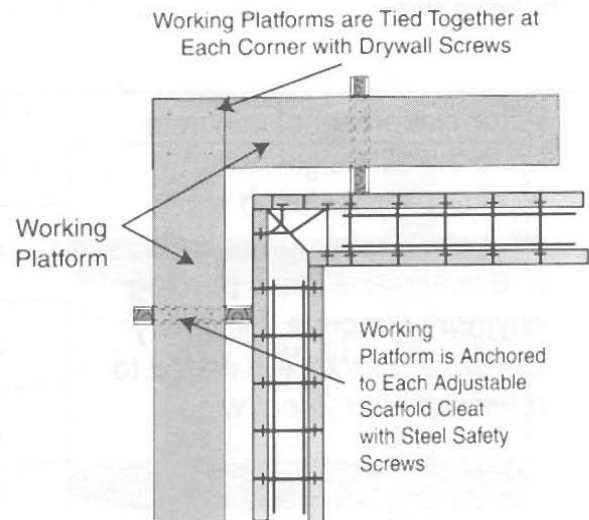 Working Platforms are Tied Together at
Each Corner with Drywall Screws
Working
Platform
Working
Platform is Anchored
to Each Adjustable
Scaffold Cleat
with Steel Safety
Screws